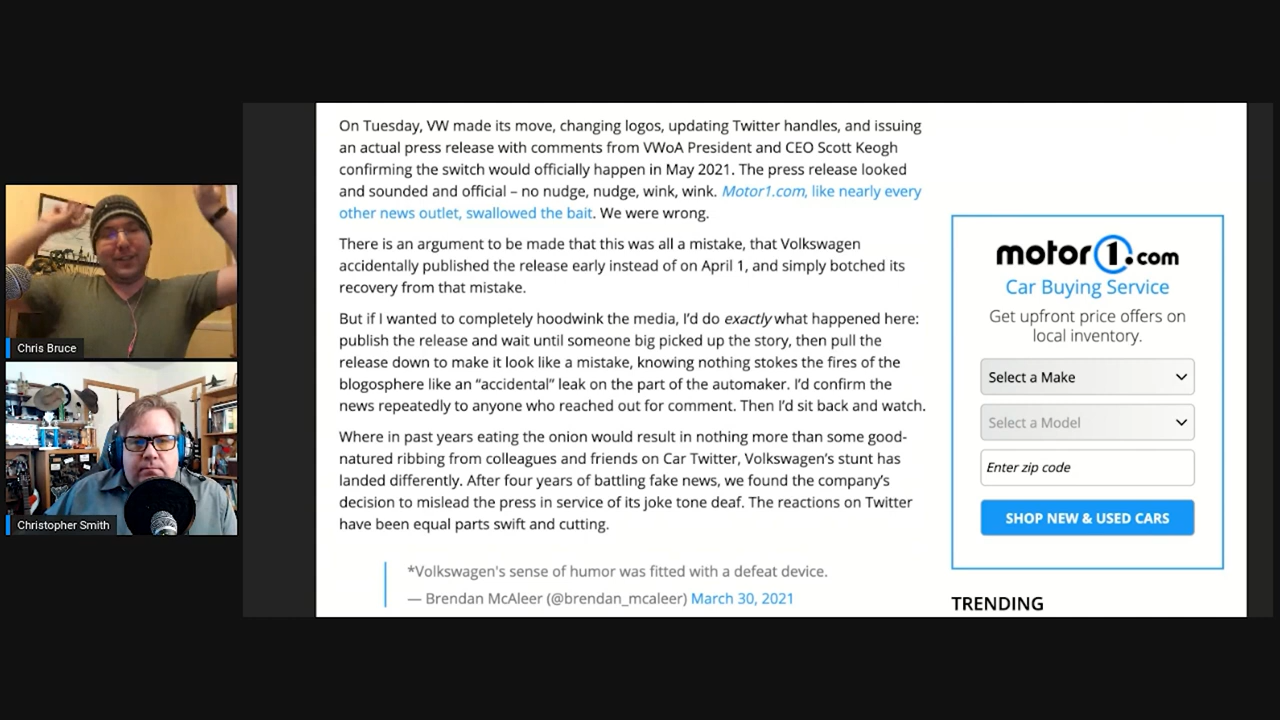 On Tuesday, VW made its move, changing logos, updating Twitter handles, and issuing
an actual press release with comments from VWoA President and CEO Scott Keogh
confirming the switch would officially happen in May 2021. The press release looked
and sounded and official – no nudge, nudge, wink, wink. Motor1.com, like nearly every
other news outlet, swallowed the bait. We were wrong.
There is an argument to be made that this was all a mistake, that Volkswagen
accidentally published the release early instead of on April 1, and simply botched its
recovery from that mistake.
But if I wanted to completely hoodwink the media, I’d do exactly what happened here:
publish the release and wait until someone big picked up the story, then pull the
release down to make it look like a mistake, knowing nothing stokes the fires of the
blogosphere like an “accidental” leak on the part of the automaker. I’d confirm the
news repeatedly to anyone who reached out for comment. Then I’d sit back and watch.
Where in past years eating the onion would result in nothing more than some good-
natured ribbing from colleagues and friends on Car Twitter, Volkswagen’s stunt has
landed differently. After four years of battling fake news, we found the company’s
decision to mislead the press in service of its joke tone deaf. The reactions on Twitter
have been equal parts swift and cutting.
*Volkswagen's sense of humor was fitted with a defeat device.
— Brendan McAleer (@brendan_mcaleer) March 30, 2021
motor1.com
Car Buying Service
Get upfront price offers on
local inventory.
Select a Make
Select a Model
Enter zip code
SHOP NEW & USED CARS
TRENDING
Chris Bruce
Christopher Smith